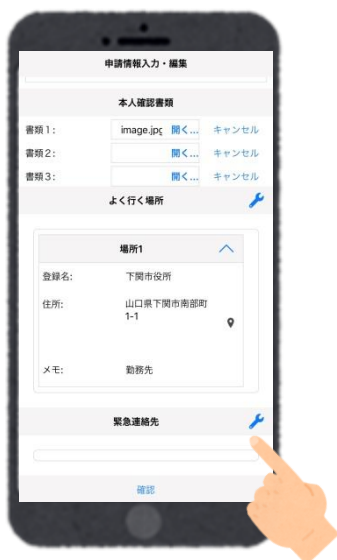 申請情報入力・編集
本人確認書類
書類1: image.jpg 開く... キャンセル
書類2: 開く... キャンセル
書類3: 開く... キャンセル
よく行く場所
場所1
登録名: 下関市役所
住所: 山口県下関市南部町
1-1
メモ: 勤務先
緊急連絡先
確認